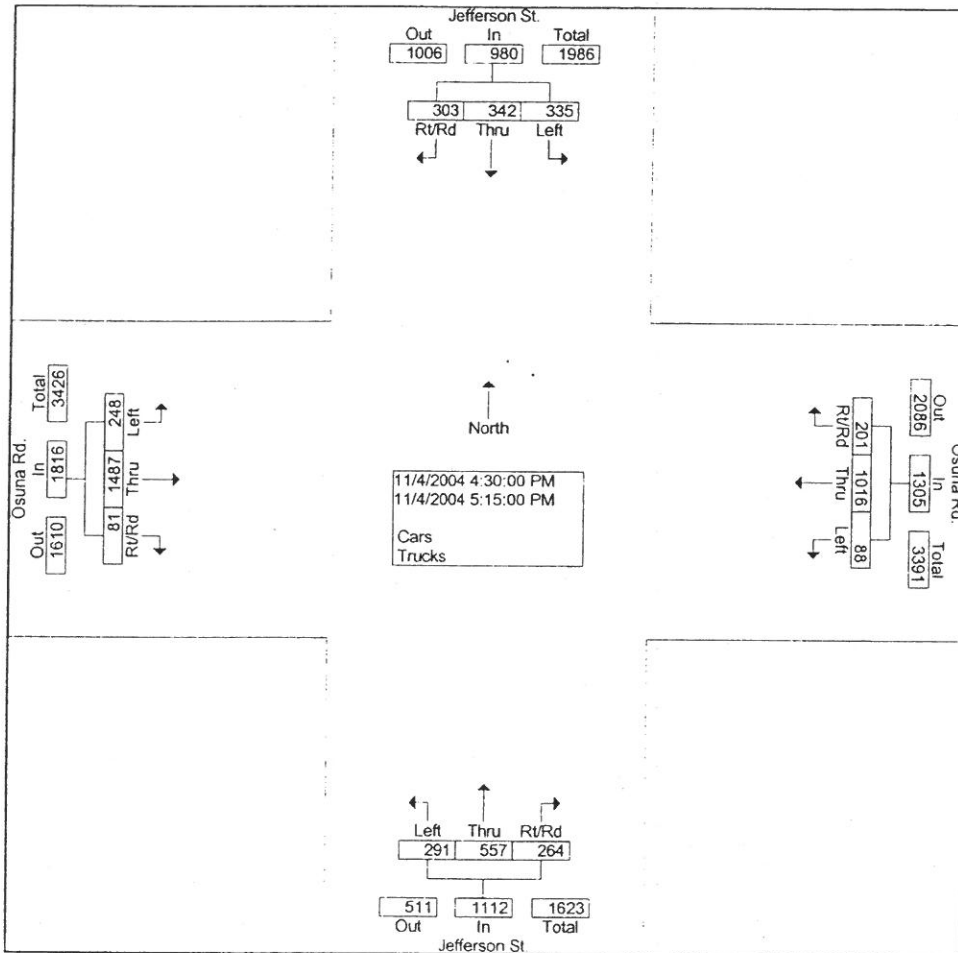 Jefferson St.
Out In Total
1006 980 1986
303 342 335
Rt/Rd Thru Left
Osuna Rd.
Total In Out
3426 1816 1610
248 1487 81
Left Thru Rt/Rd
North
11/4/2004 4:30:00 PM
11/4/2004 5:15:00 PM
Cars
Trucks
Osuna Rd.
Out In Total
2086 1305 3391
201 1016 88
Rt/Rd Thru Left
Left Thru Rt/Rd
291 557 264
511 1112 1623
Out In Total
Jefferson St.